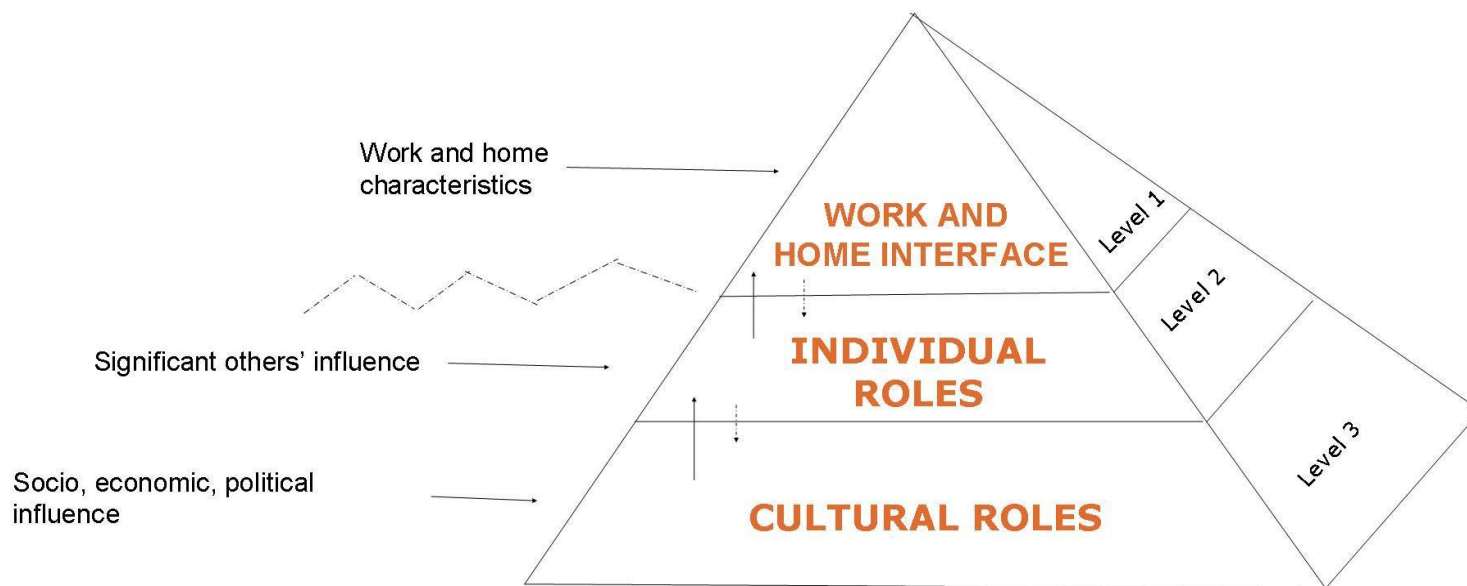 Work and home
characteristics
WORK AND
HOME INTERFACE
Level 1
Level 2
Significant others’ influence
INDIVIDUAL
ROLES
Socio, economic, political
influence
CULTURAL ROLES
Level 3